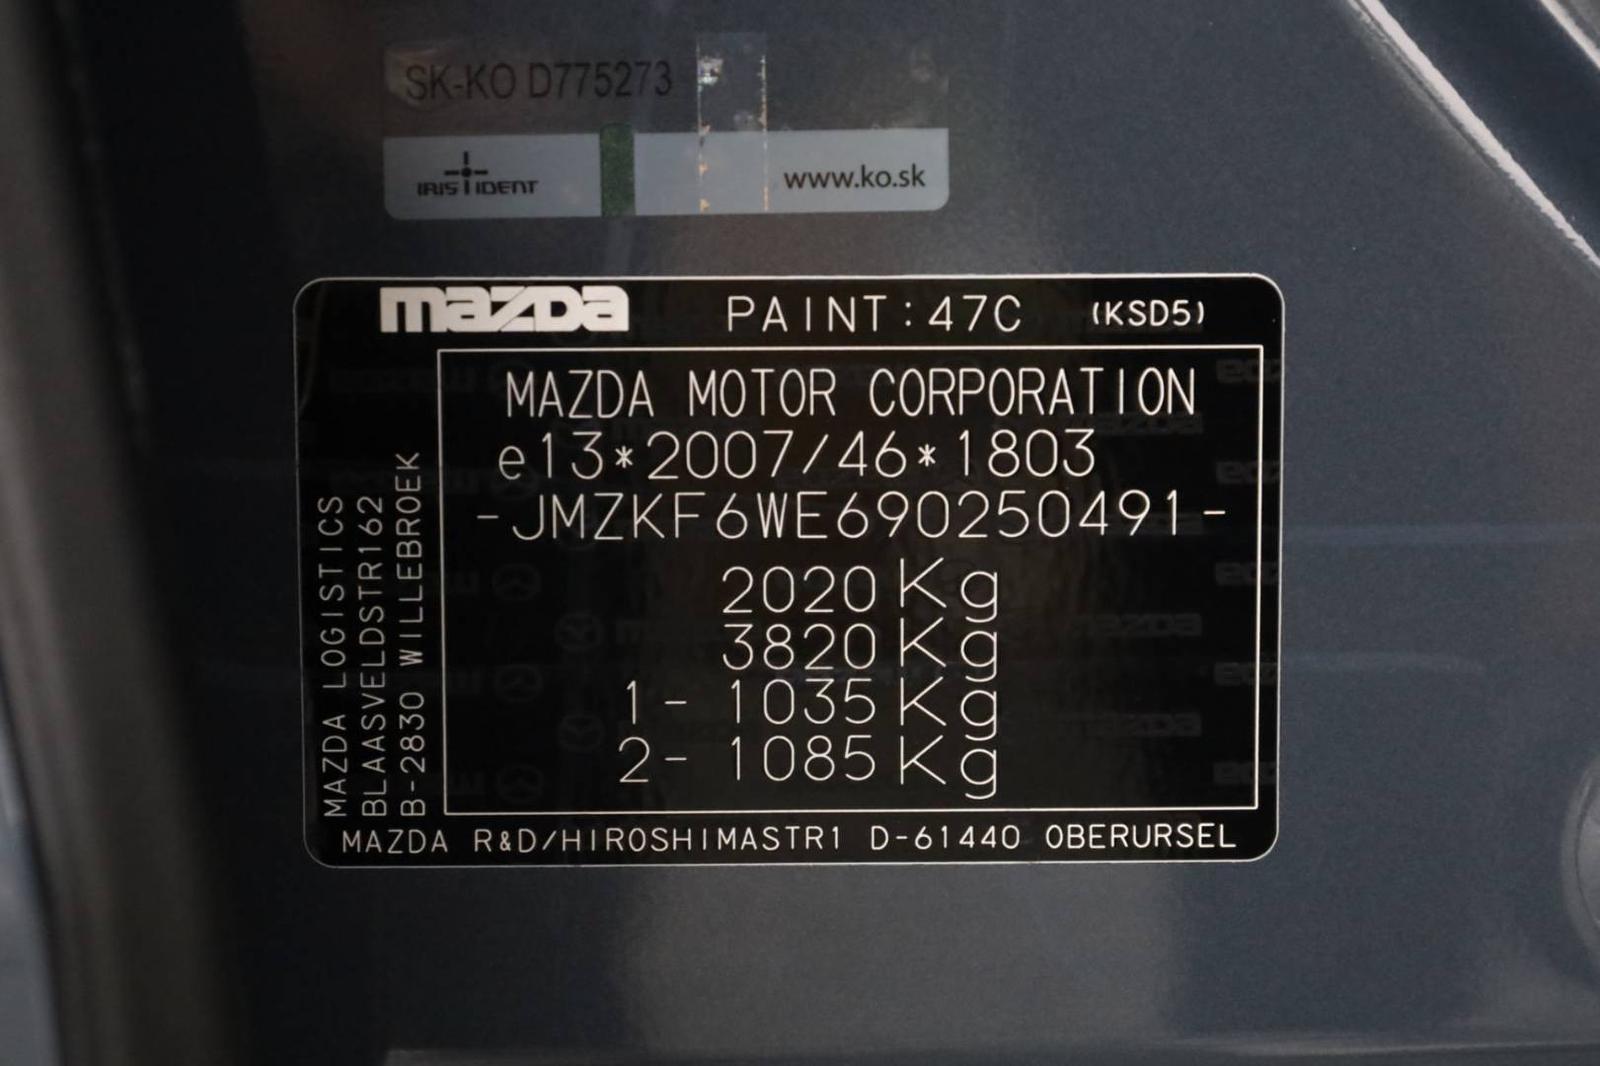 SK-KO D775273
IRIS IDENT
www.ko.sk
mazda PAINT:47C (KSD5)
MAZDA MOTOR CORPORATION
e13*2007/46*1803
-JMZKF6WE690250491-
2020Kg
3820Kg
1- 1035Kg
2- 1085Kg
MAZDA LOGISTICS
BLAASVELDSTR162
B-2830 WILLEBROEK
MAZDA R&D/HIROSHIMASTR1 D-61440 OBERURSEL